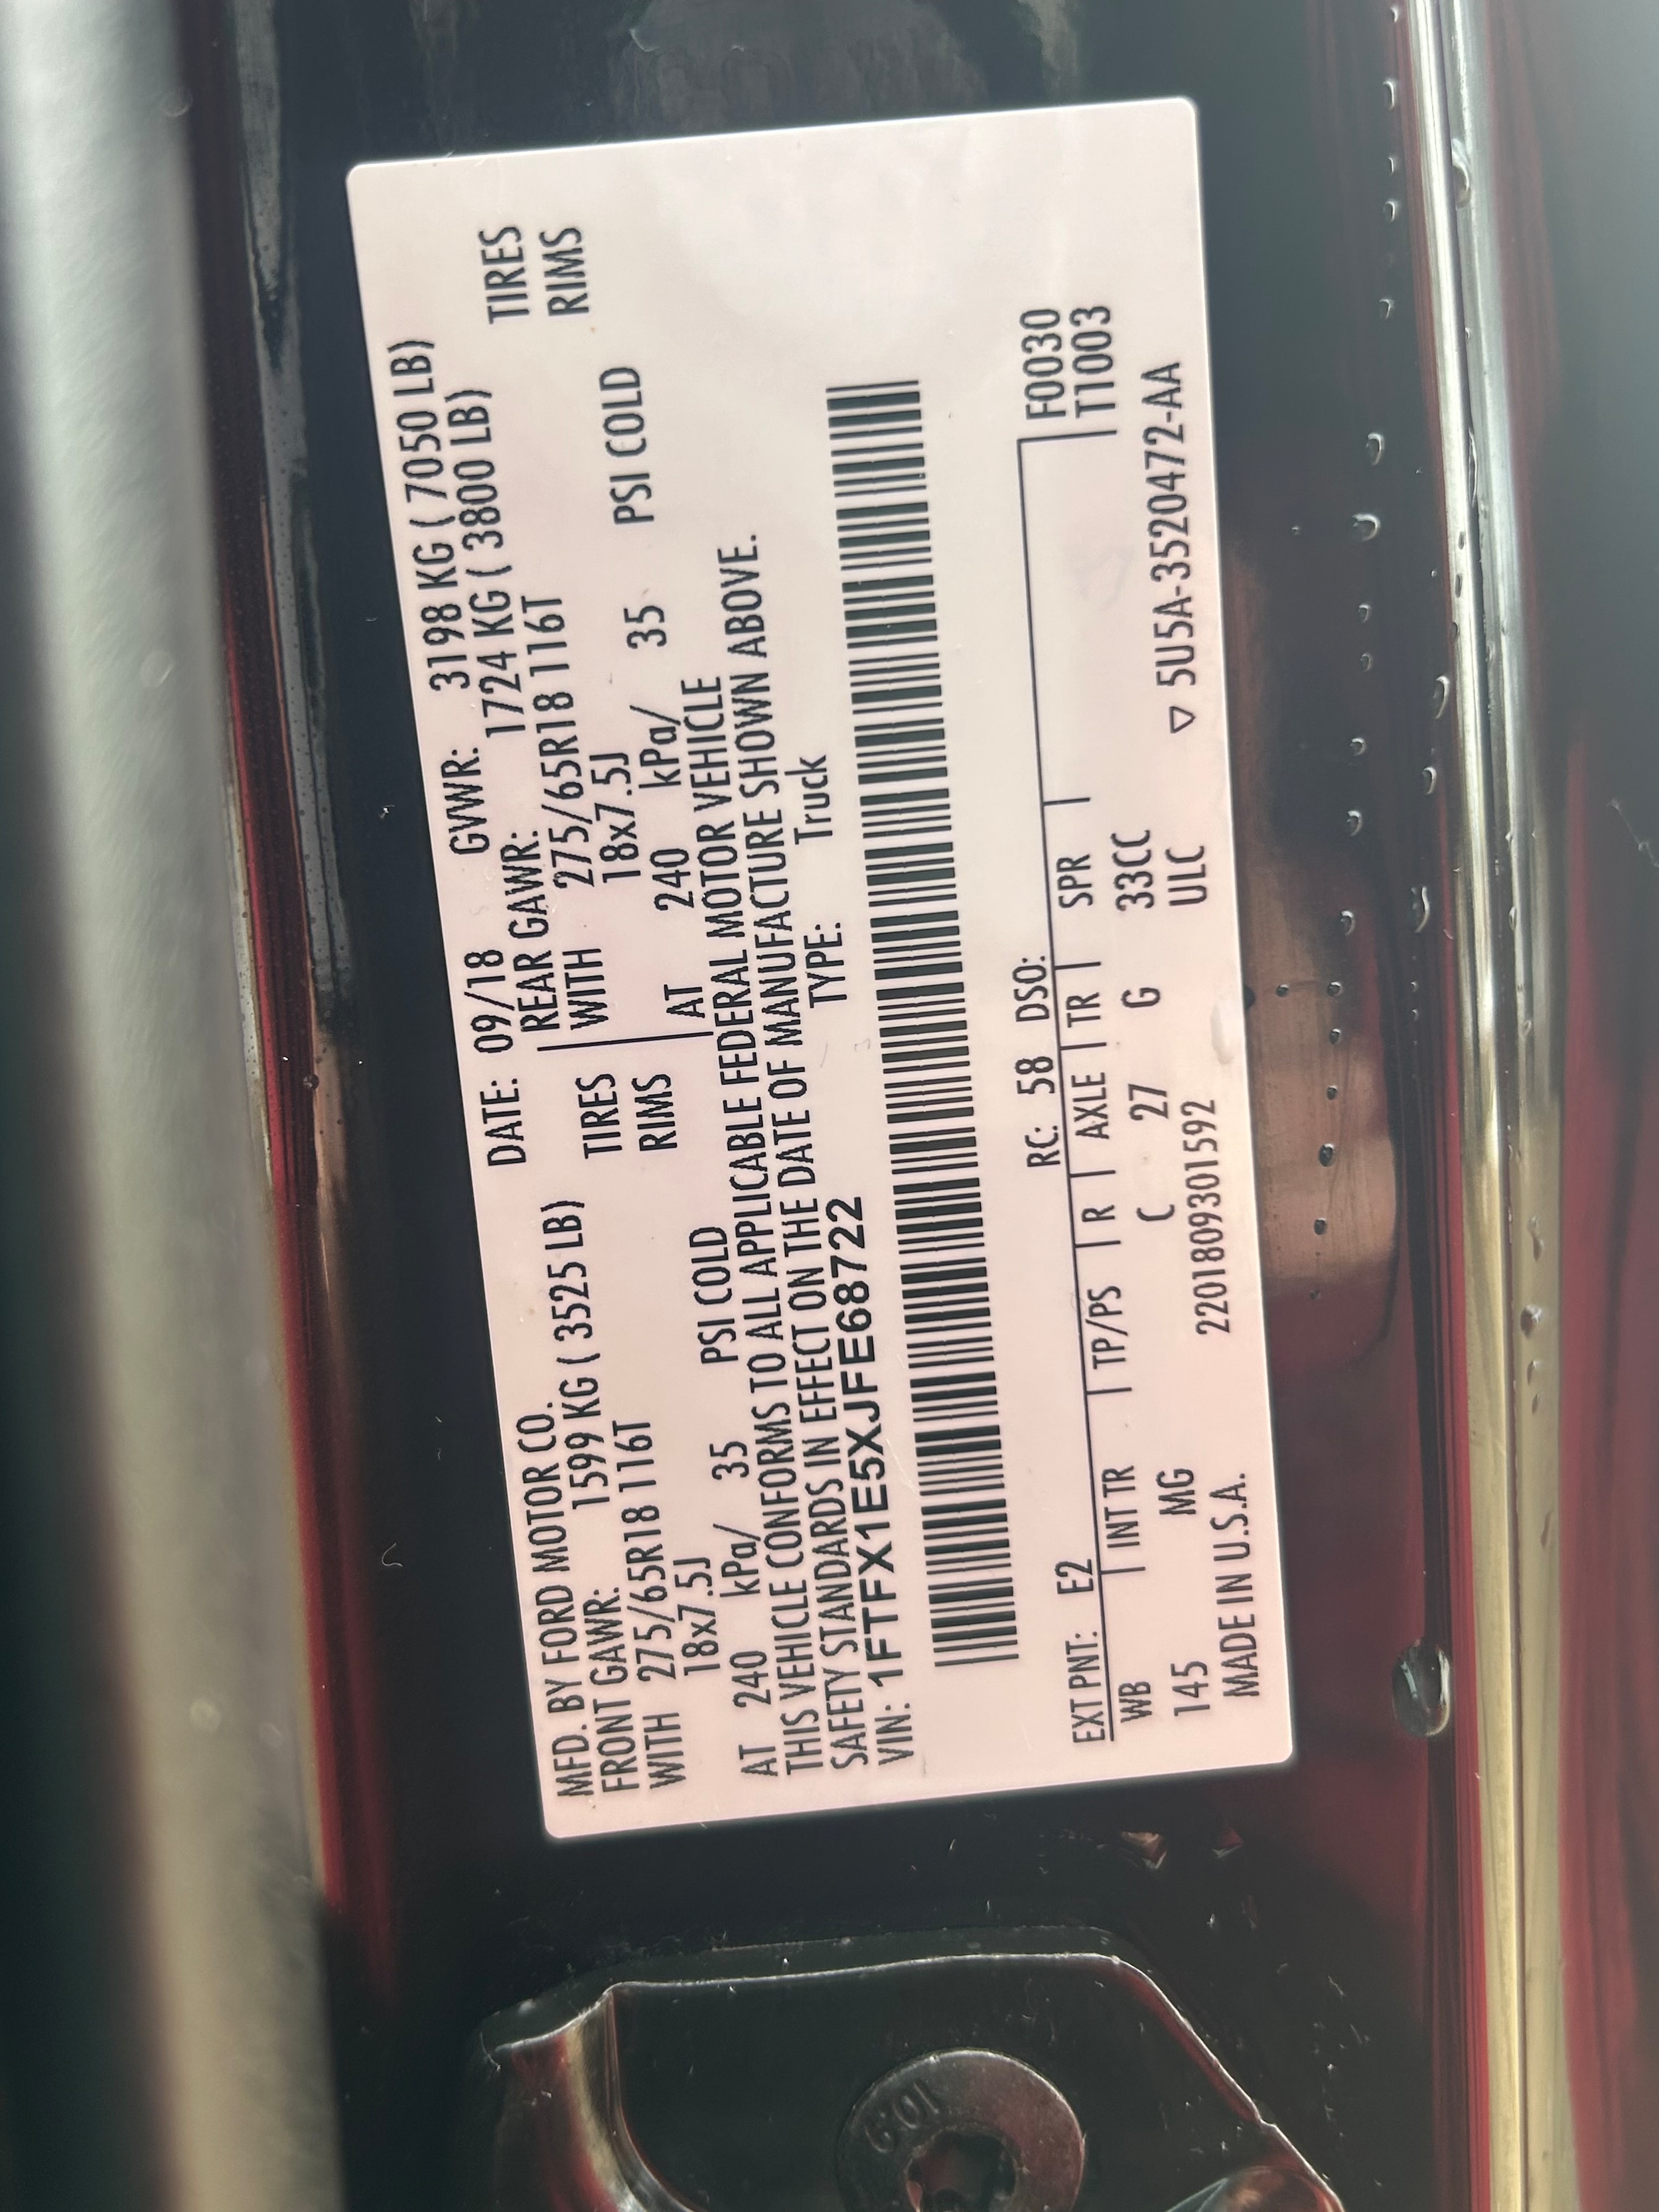 MFD. BY FORD MOTOR CO. DATE: 09/18 GVWR: 3198 KG ( 7050 LB)
FRONT GAWR: 1599 KG ( 3525 LB) REAR GAWR: 1724 KG ( 3800 LB)
WITH 275/65R18 116T TIRES WITH 275/65R18 116T TIRES
18x7.5J RIMS 18x7.5J RIMS
AT 240 kPa/ 35 PSI COLD AT 240 kPa/ 35 PSI COLD
THIS VEHICLE CONFORMS TO ALL APPLICABLE FEDERAL MOTOR VEHICLE
SAFETY STANDARDS IN EFFECT ON THE DATE OF MANUFACTURE SHOWN ABOVE.
VIN: 1FTFX1E5XJFE68722 TYPE: Truck
EXT PNT: E2 RC: 58 DSO: F0030
WB INT TR TP/PS R AXLE TR SPR T1003
145 MG C 27 G 33CC
MADE IN U.S.A. 2201809301592 ULC ▽ 5U5A-3520472-AA
10.9